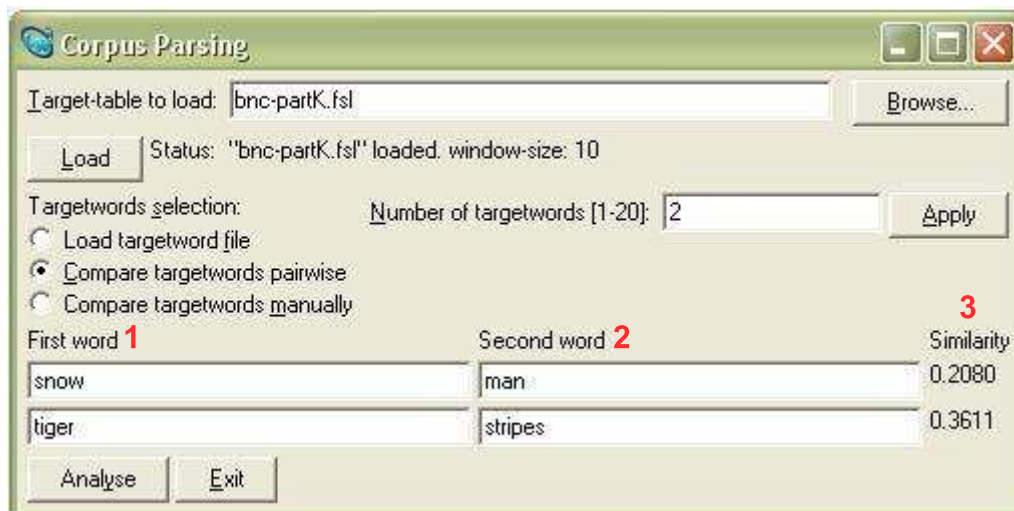 Corpus Parsing
Target-table to load: bnc-partK.fsl Browse...
Load Status: "bnc-partK.fsl" loaded. window-size: 10
Targetwords selection: Number of targetwords [1-20]: 2 Apply
Load targetword file
Compare targetwords pairwise
Compare targetwords manually
3
First word 1 Second word 2 Similarity
snow man 0.2080
tiger stripes 0.3611
Analyse Exit